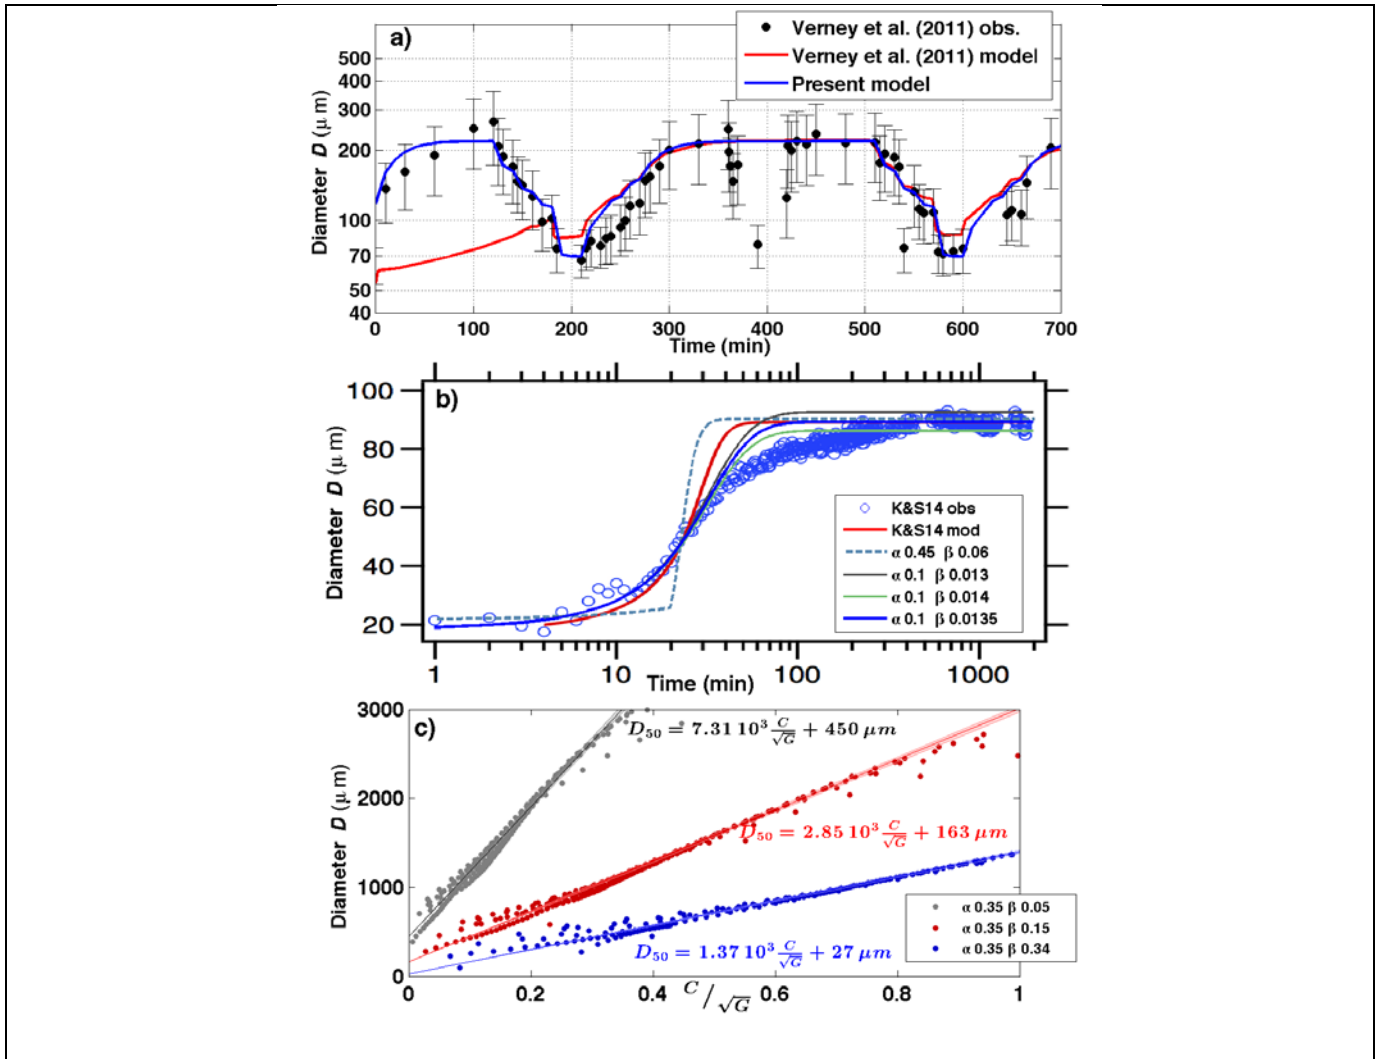 a)
Verney et al. (2011) obs.
Verney et al. (2011) model
Present model
Diameter D (μ m)
500
400
300
200
100
70
50
40
0 100 200 300 400 500 600 700
Time (min)
b)
Diameter D (μ m)
100
80
60
40
20
K&S14 obs
K&S14 mod
α 0.45 β 0.06
α 0.1 β 0.013
α 0.1 β 0.014
α 0.1 β 0.0135
1 10 100 1000
Time (min)
c)
Diameter D (μ m)
3000
2000
1000
0
D₅₀ = 7.31 10³ C/√G + 450 μm
D₅₀ = 2.85 10³ C/√G + 163 μm
D₅₀ = 1.37 10³ C/√G + 27 μm
α 0.35 β 0.05
α 0.35 β 0.15
α 0.35 β 0.34
0 0.2 0.4 0.6 0.8 1
C/√G